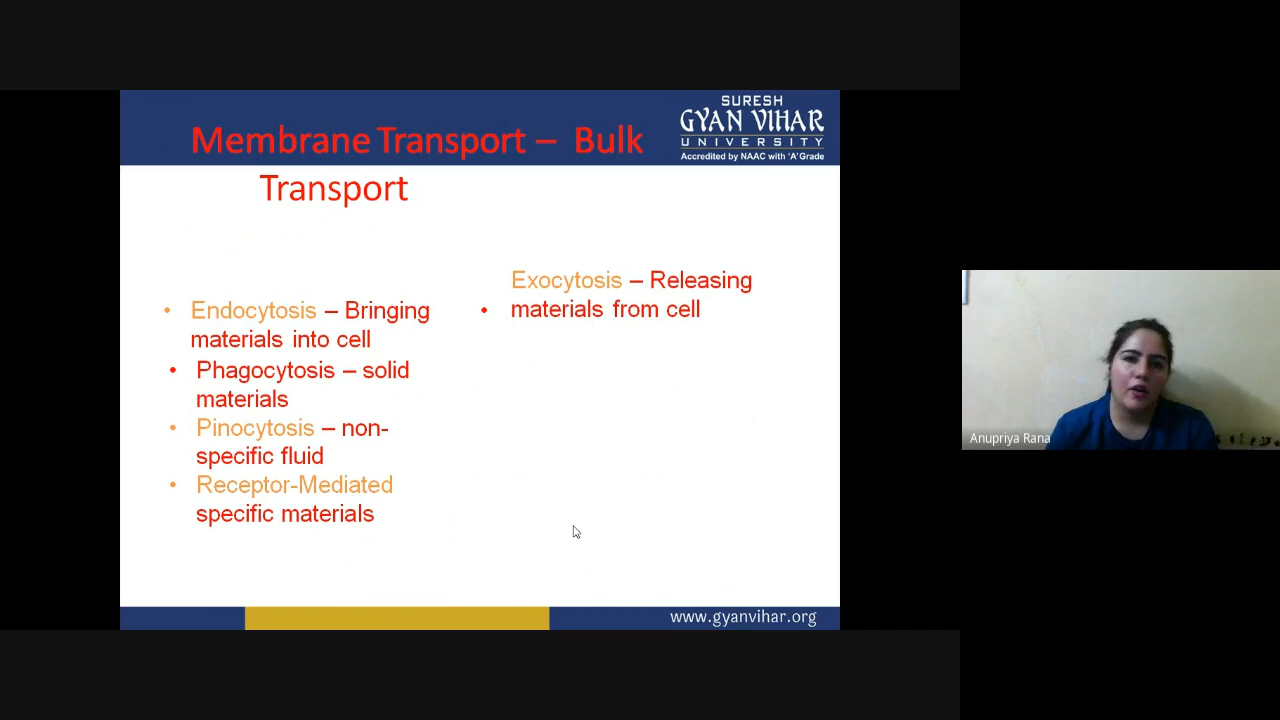 SURESH
GYAN VIHAR
UNIVERSITY
Accredited by NAAC with 'A' Grade
Membrane Transport – Bulk
Transport
• Endocytosis – Bringing
materials into cell
• Phagocytosis – solid
materials
• Pinocytosis – non-
specific fluid
• Receptor-Mediated
specific materials
Exocytosis – Releasing
• materials from cell
www.gyanvihar.org
Anupriya Rana